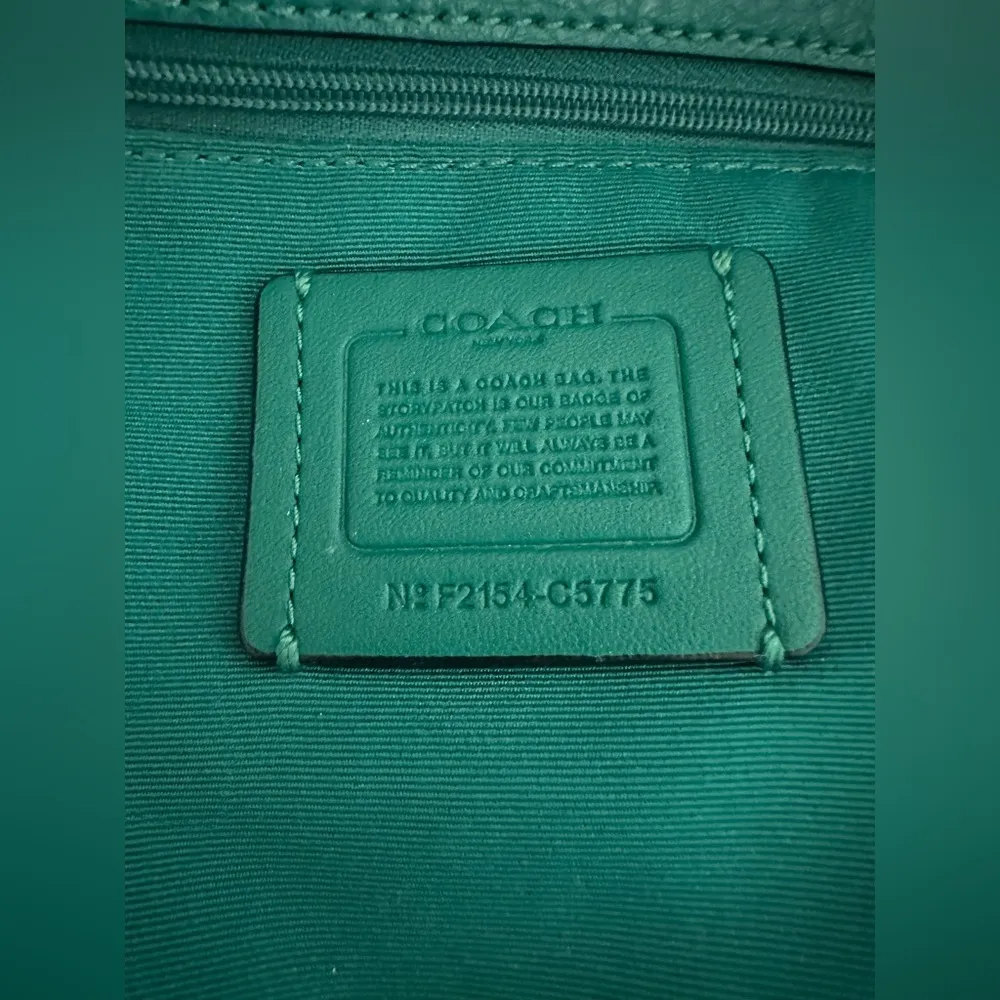 COACH
NEW YORK
THIS IS A COACH BAG. THE
STORYPATCH IS OUR BADGE OF
AUTHENTICITY. FEW PEOPLE MAY
SEE IT, BUT IT WILL ALWAYS BE A
REMINDER OF OUR COMMITMENT
TO QUALITY AND CRAFTSMANSHIP.
Nº F2154-C5775